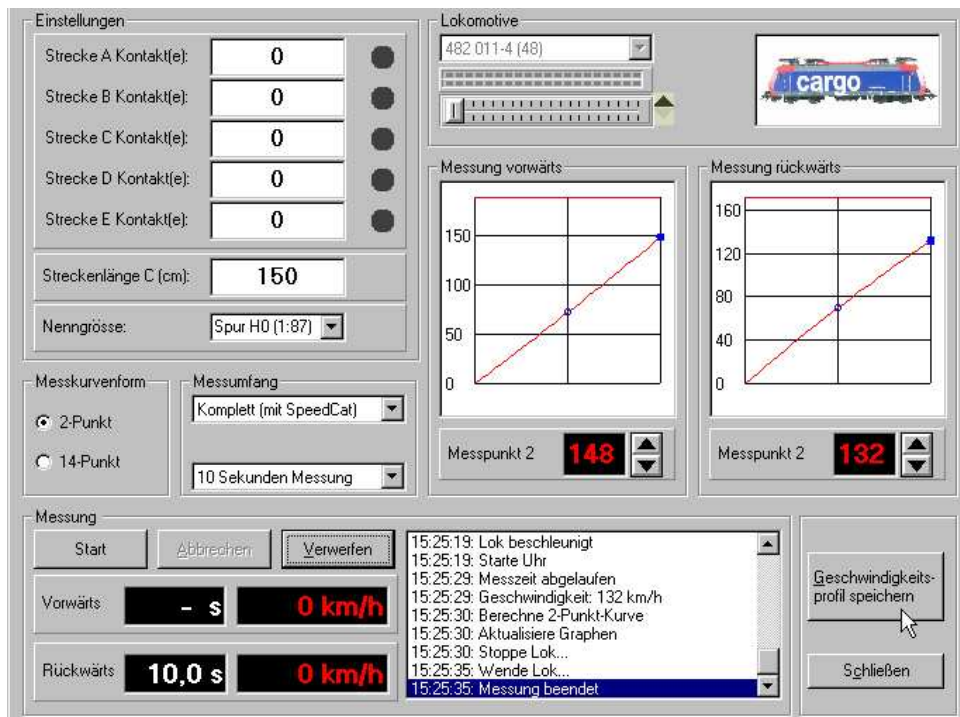 Einstellungen
Strecke A Kontakt(e): 0
Strecke B Kontakt(e): 0
Strecke C Kontakt(e): 0
Strecke D Kontakt(e): 0
Strecke E Kontakt(e): 0
Streckenlänge C (cm): 150
Nenngrösse: Spur H0 (1:87)
Lokomotive
482 011-4 (48)
cargo
Messung vorwärts
150
100
50
0
Messpunkt 2 148
Messung rückwärts
160
120
80
40
0
Messpunkt 2 132
Messkurvenform
2-Punkt
14-Punkt
Messumfang
Komplett (mit SpeedCat)
10 Sekunden Messung
Messung
Start Abbrechen Verwerfen
Vorwärts - s 0 km/h
Rückwärts 10,0 s 0 km/h
15:25:19: Lok beschleunigt
15:25:19: Starte Uhr
15:25:29: Messzeit abgelaufen
15:25:29: Geschwindigkeit: 132 km/h
15:25:30: Berechne 2-Punkt-Kurve
15:25:30: Aktualisiere Graphen
15:25:30: Stoppe Lok...
15:25:35: Wende Lok...
15:25:35: Messung beendet
Geschwindigkeits-
profil speichern
Schließen